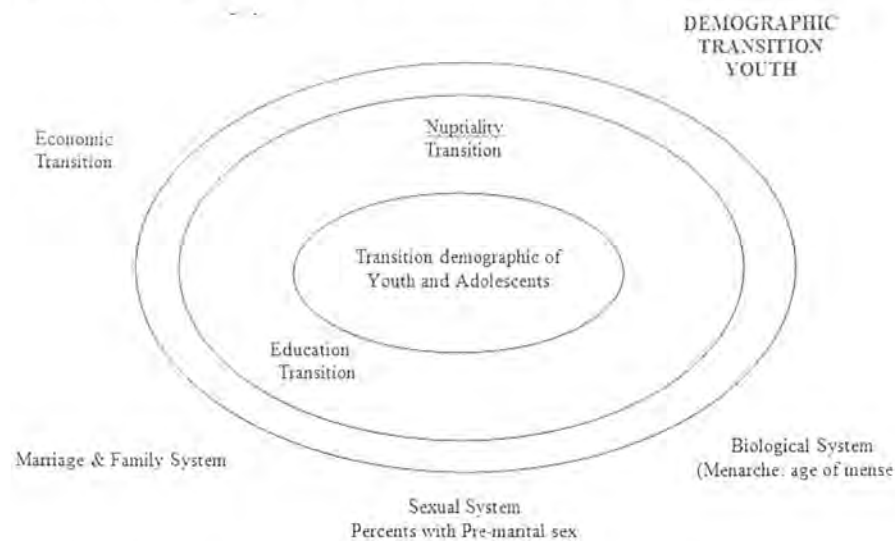 DEMOGRAPHIC
TRANSITION
YOUTH
Economic
Transition
Nuptiality
Transition
Transition demographic of
Youth and Adolescents
Education
Transition
Marriage & Family System
Biological System
(Menarche: age of mense
Sexual System
Percents with Pre-marital sex